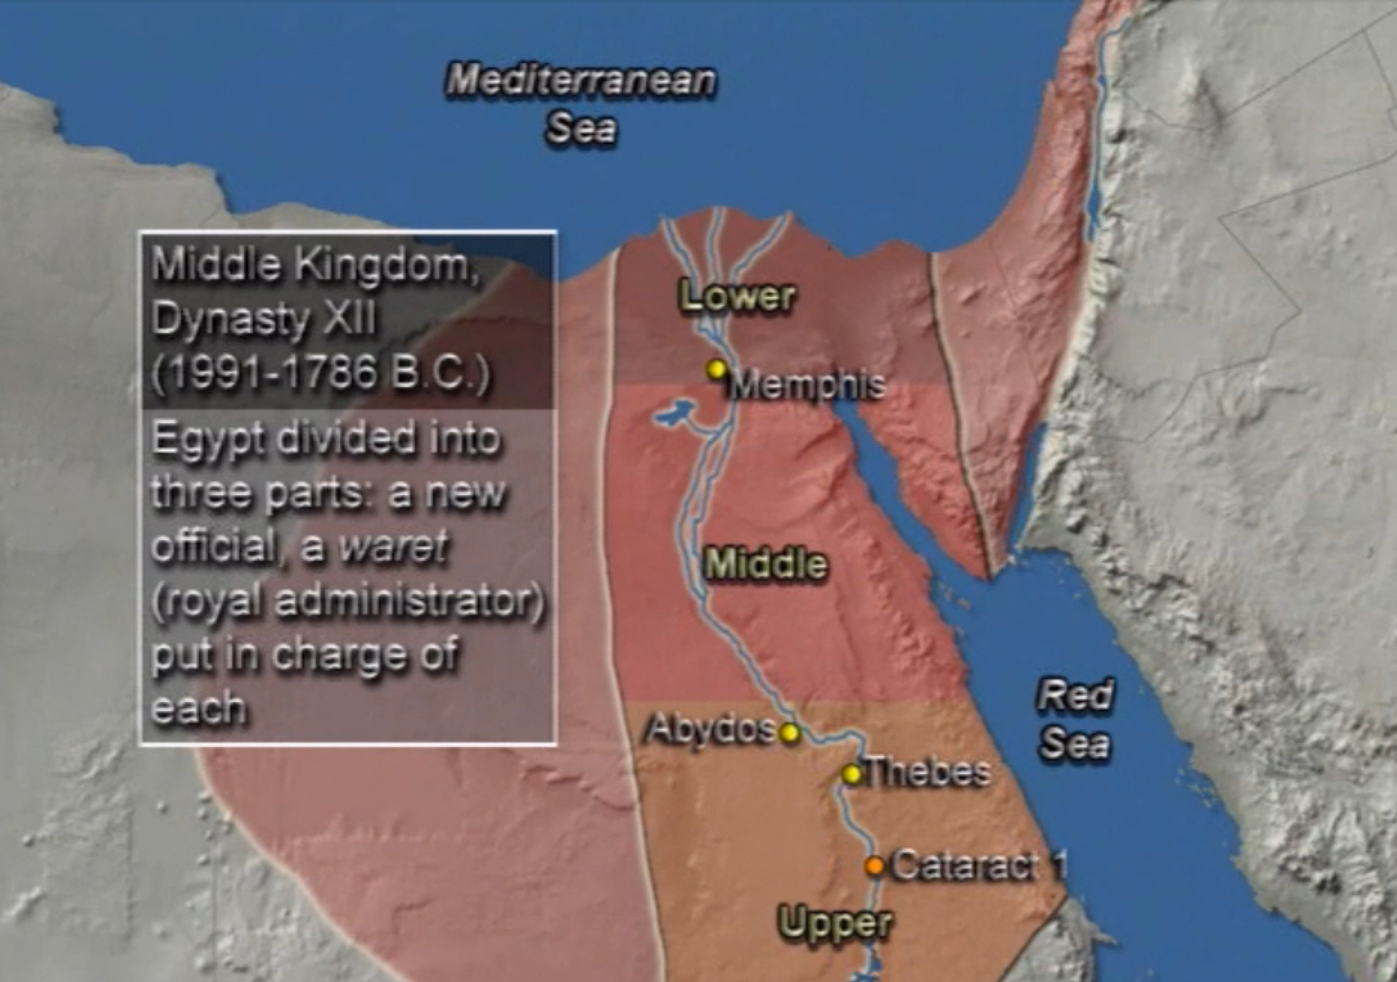 Mediterranean
Sea
Middle Kingdom,
Dynasty XII
(1991-1786 B.C.)
Egypt divided into
three parts: a new
official, a waret
(royal administrator)
put in charge of
each
Lower
Memphis
Middle
Abydos
Thebes
Red
Sea
Cataract 1
Upper